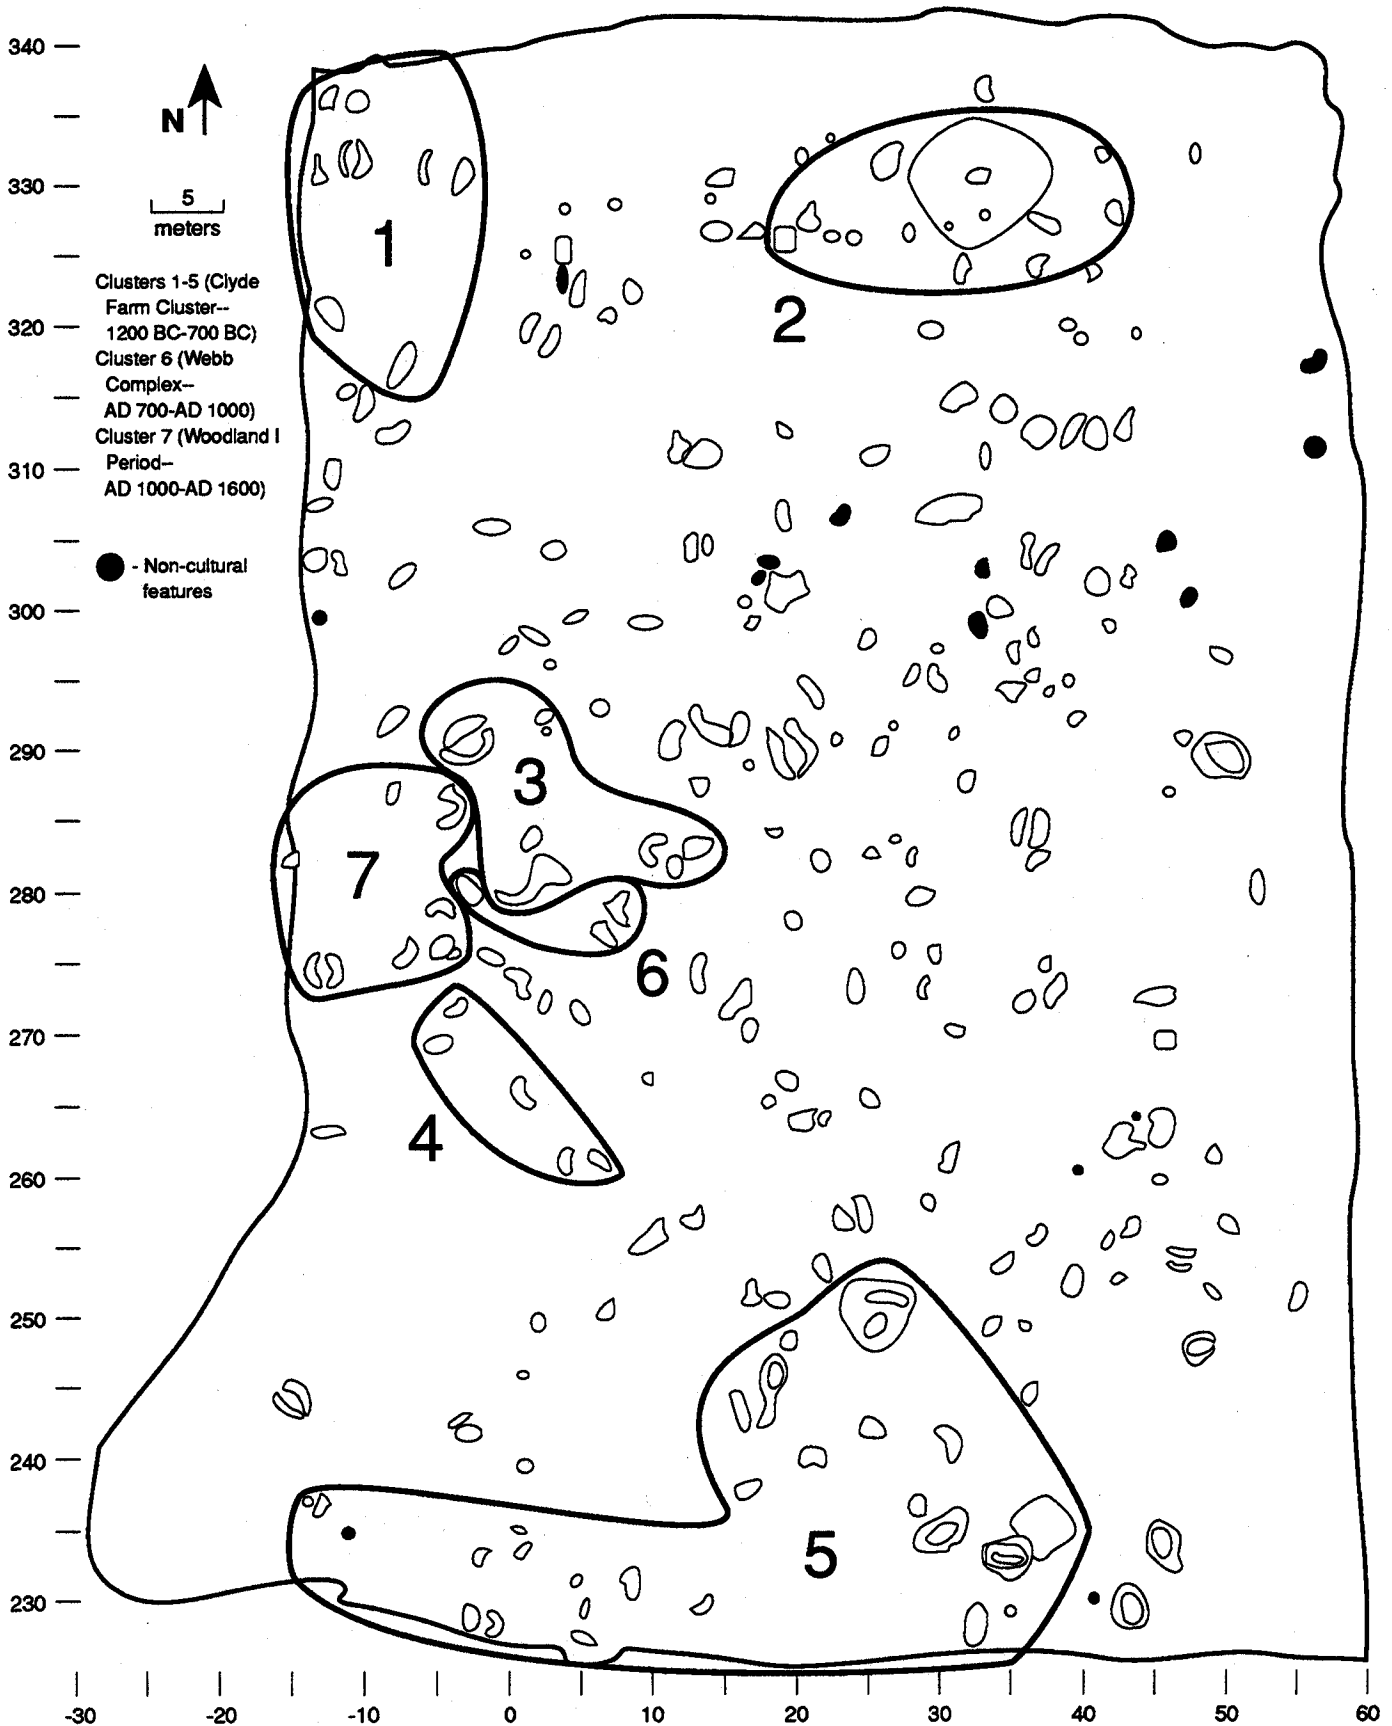 340
N
330
5
meters
1
Clusters 1-5 (Clyde
Farm Cluster--
1200 BC-700 BC)
2
320
Cluster 6 (Webb
Complex--
AD 700-AD 1000)
Cluster 7 (Woodland I
Period--
AD 1000-AD 1600)
310
- Non-cultural
features
300
290
3
7
280
6
270
4
260
250
240
5
230
-30 -20 -10 0 10 20 30 40 50 60